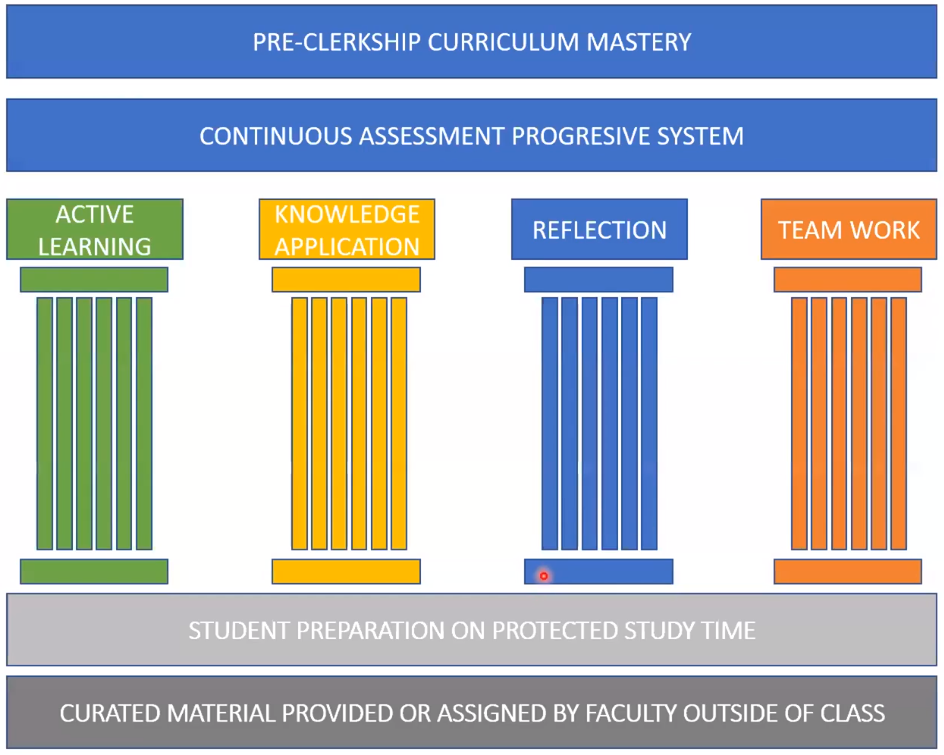 PRE-CLERKSHIP CURRICULUM MASTERY
CONTINUOUS ASSESSMENT PROGRESIVE SYSTEM
ACTIVE
LEARNING
KNOWLEDGE
APPLICATION
REFLECTION
TEAM WORK
STUDENT PREPARATION ON PROTECTED STUDY TIME
CURATED MATERIAL PROVIDED OR ASSIGNED BY FACULTY OUTSIDE OF CLASS